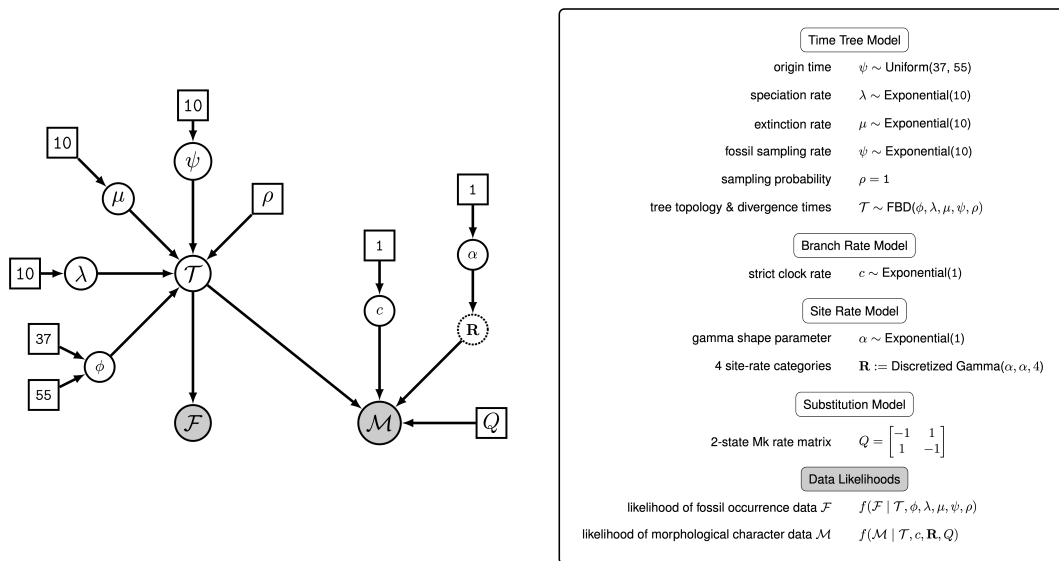 10
10
ψ
μ
ρ
1
1
α
10
λ
𝒯
c
R
37
ϕ
55
ℱ
ℳ
Q
Time Tree Model
origin time ψ ∼ Uniform(37, 55)
speciation rate λ ∼ Exponential(10)
extinction rate μ ∼ Exponential(10)
fossil sampling rate ψ ∼ Exponential(10)
sampling probability ρ = 1
tree topology & divergence times 𝒯 ∼ FBD(ϕ, λ, μ, ψ, ρ)
Branch Rate Model
strict clock rate c ∼ Exponential(1)
Site Rate Model
gamma shape parameter α ∼ Exponential(1)
4 site-rate categories R := Discretized Gamma(α, α, 4)
Substitution Model
2-state Mk rate matrix Q = [−1 1
1 −1]
Data Likelihoods
likelihood of fossil occurrence data ℱ f(ℱ | 𝒯, ϕ, λ, μ, ψ, ρ)
likelihood of morphological character data ℳ f(ℳ | 𝒯, c, R, Q)